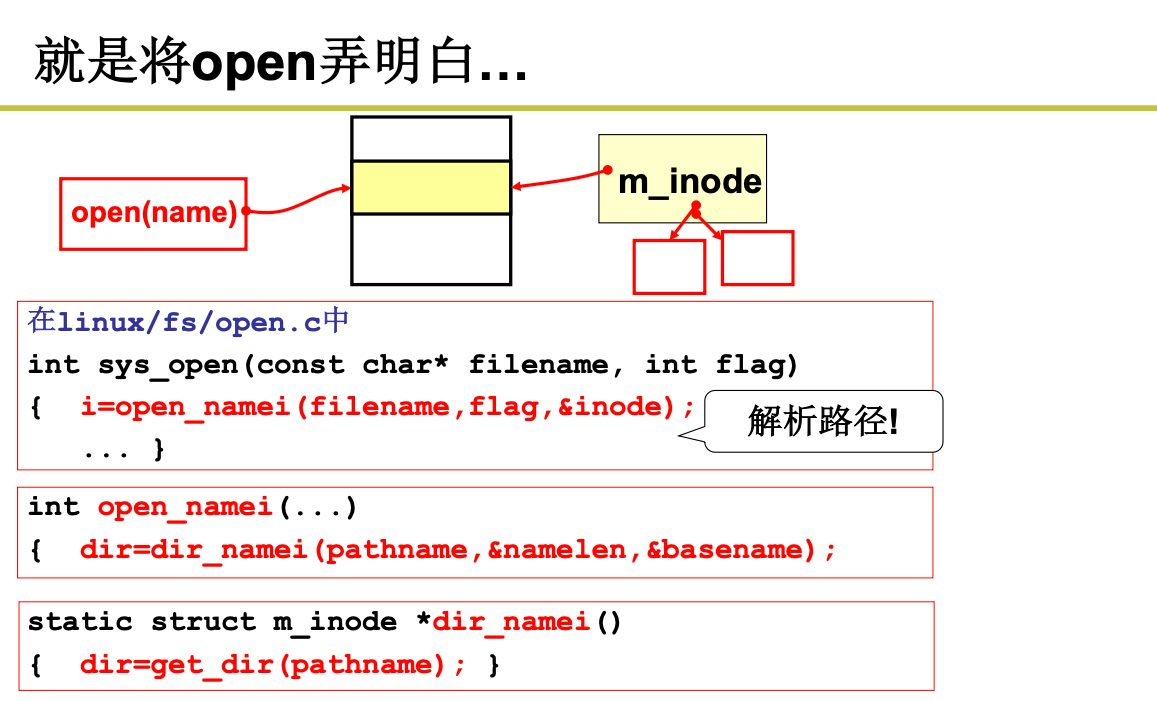 就是将open弄明白…
open(name)
m_inode
在linux/fs/open.c中
int sys_open(const char* filename, int flag)
{  i=open_namei(filename,flag,&inode);
解析路径!
... }
int open_namei(...)
{  dir=dir_namei(pathname,&namelen,&basename);
static struct m_inode *dir_namei()
{  dir=get_dir(pathname); }